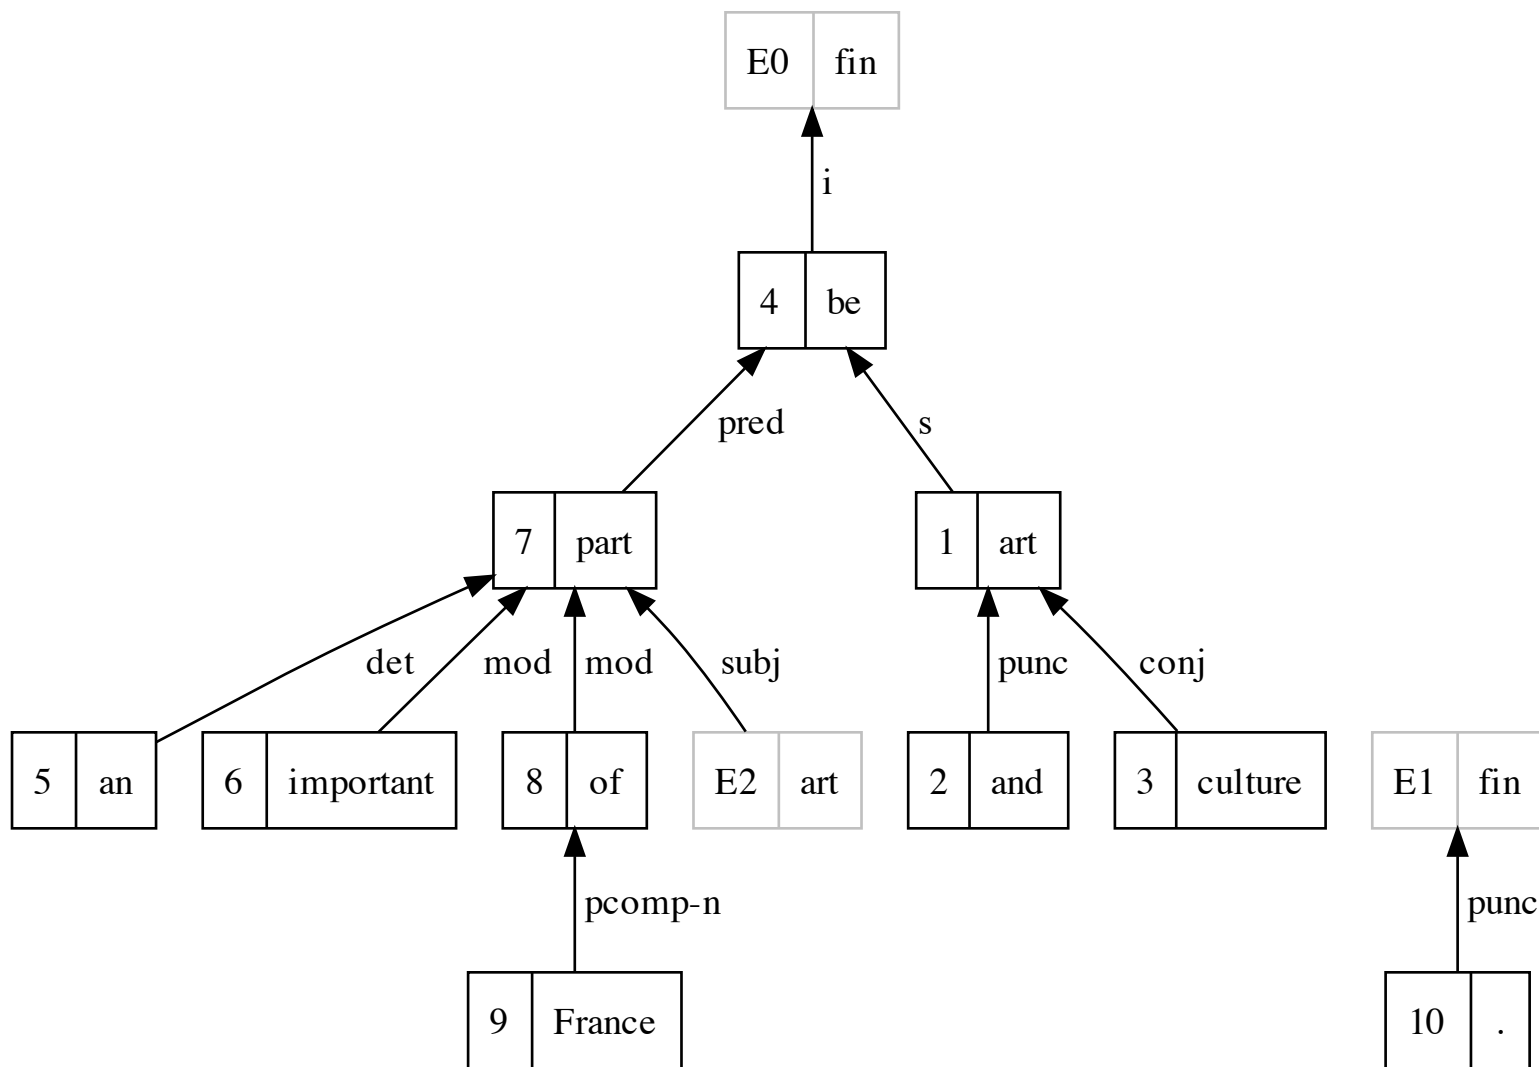 E0 fin
i
4 be
pred s
7 part 1 art
det mod mod subj punc conj
5 an 6 important 8 of E2 art 2 and 3 culture E1 fin
pcomp-n punc
9 France 10 .